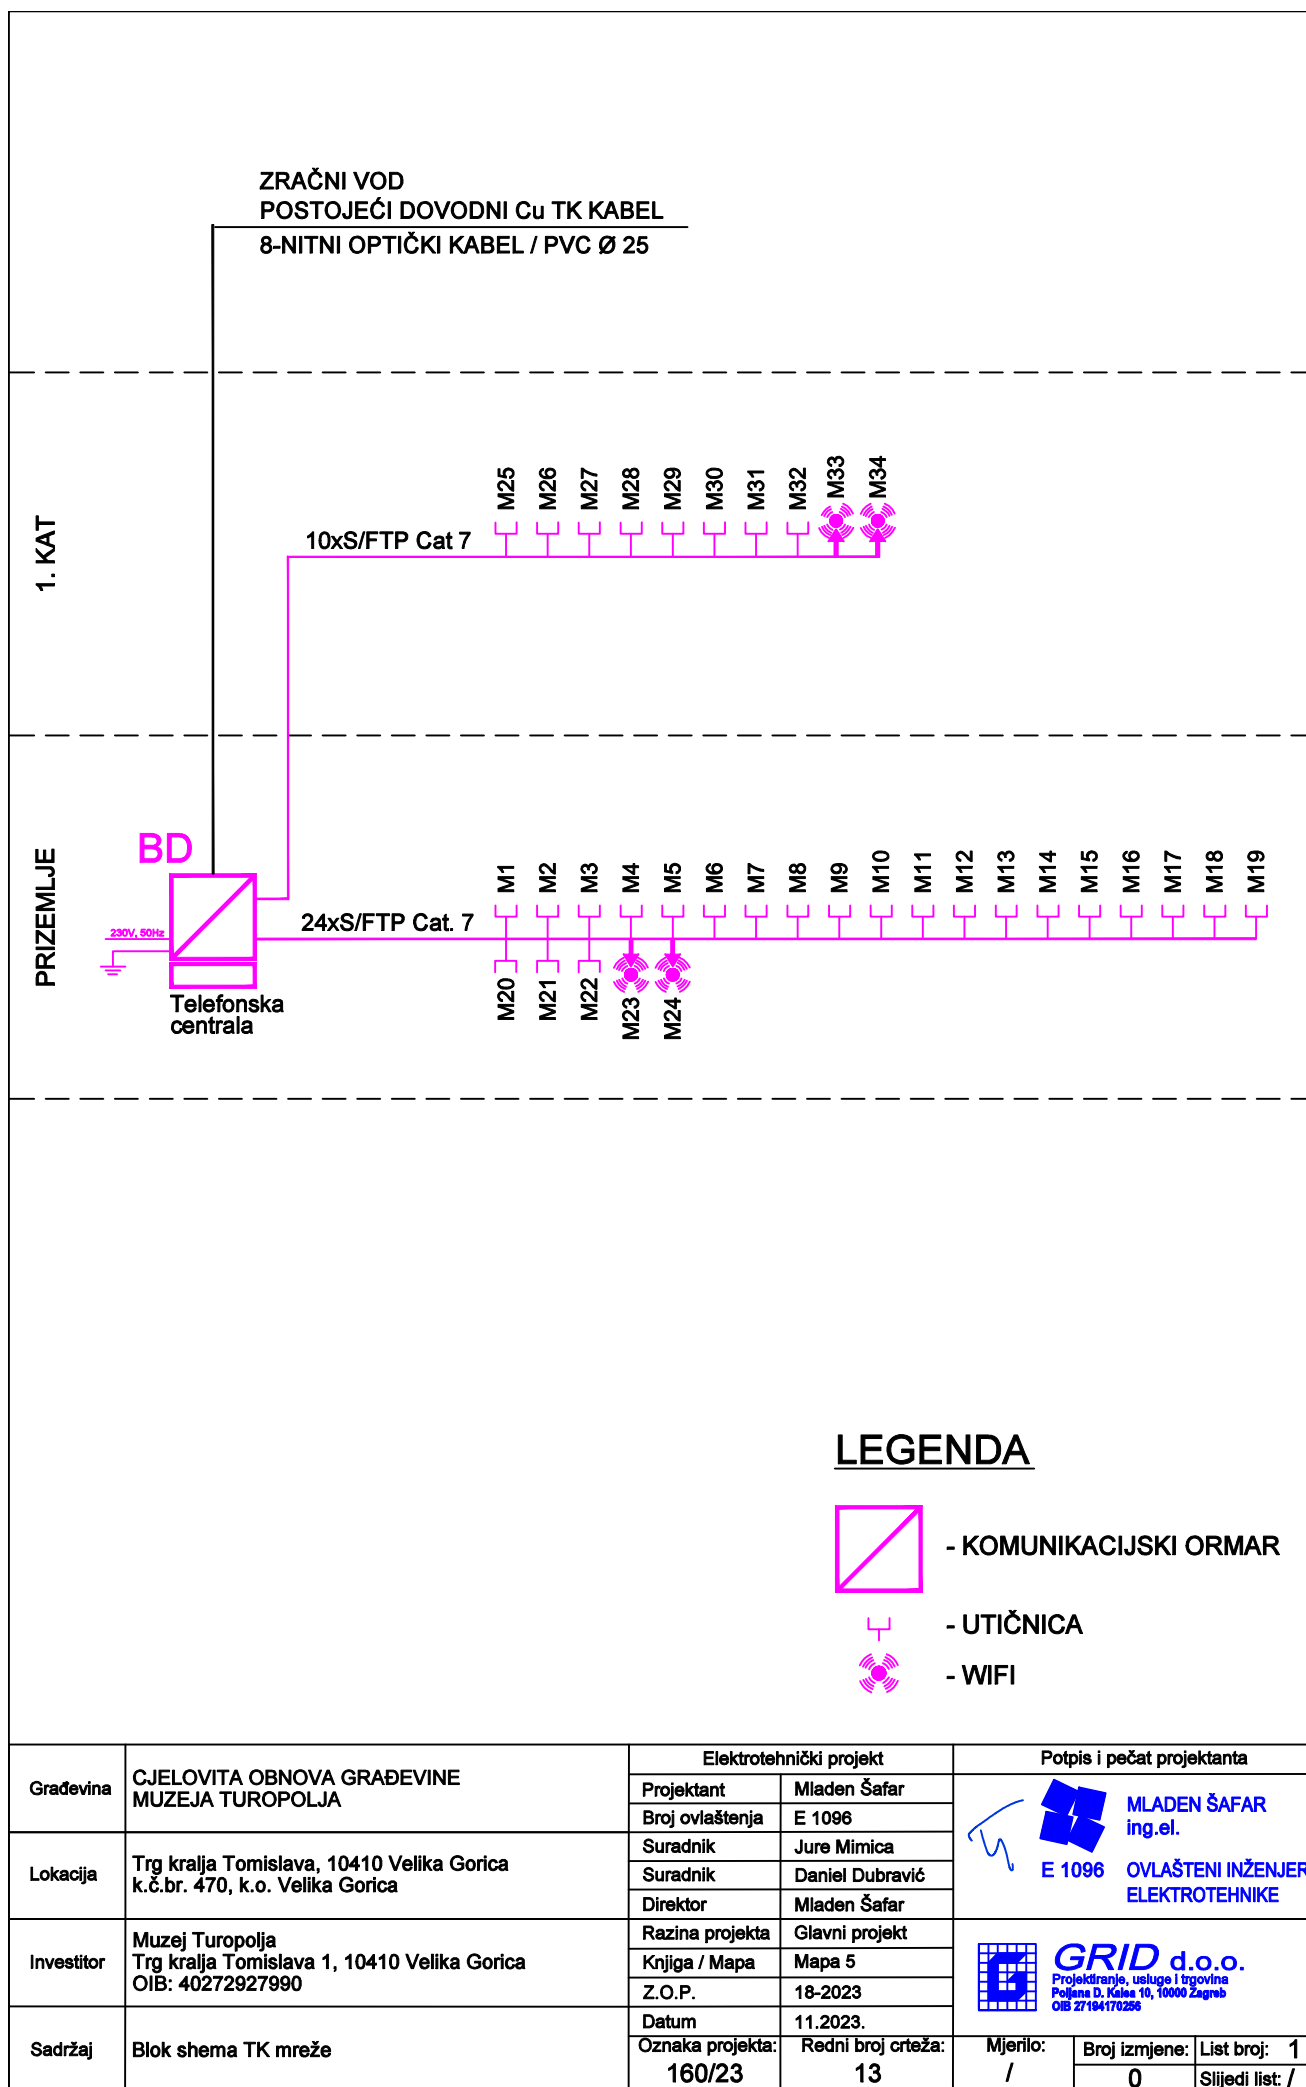 ZRAČNI VOD
POSTOJEĆI DOVODNI Cu TK KABEL
8-NITNI OPTIČKI KABEL / PVC Ø 25
1. KAT
10xS/FTP Cat 7
M25
M26
M27
M28
M29
M30
M31
M32
M33
M34
PRIZEMLJE
BD
230V, 50Hz
Telefonska
centrala
24xS/FTP Cat. 7
M1
M2
M3
M4
M5
M6
M7
M8
M9
M10
M11
M12
M13
M14
M15
M16
M17
M18
M19
M20
M21
M22
M23
M24
LEGENDA
- KOMUNIKACIJSKI ORMAR
- UTIČNICA
- WIFI
Građevina
CJELOVITA OBNOVA GRAĐEVINE
MUZEJA TUROPOLJA
Lokacija
Trg kralja Tomislava, 10410 Velika Gorica
k.č.br. 470, k.o. Velika Gorica
Investitor
Muzej Turopolja
Trg kralja Tomislava 1, 10410 Velika Gorica
OIB: 40272927990
Sadržaj
Blok shema TK mreže
Elektrotehnički projekt
Projektant Mladen Šafar
Broj ovlaštenja E 1096
Suradnik Jure Mimica
Suradnik Daniel Dubravić
Direktor Mladen Šafar
Razina projekta Glavni projekt
Knjiga / Mapa Mapa 5
Z.O.P. 18-2023
Datum 11.2023.
Oznaka projekta: 
160/23
Redni broj crteža:
13
Potpis i pečat projektanta
MLADEN ŠAFAR
ing.el.
E 1096 OVLAŠTENI INŽENJER
ELEKTROTEHNIKE
GRID d.o.o.
Projektiranje, usluge i trgovina
Poljana D. Kalea 10, 10000 Zagreb
OIB 27194170256
Mjerilo:
/
Broj izmjene:
0
List broj: 1
Slijedi list: /